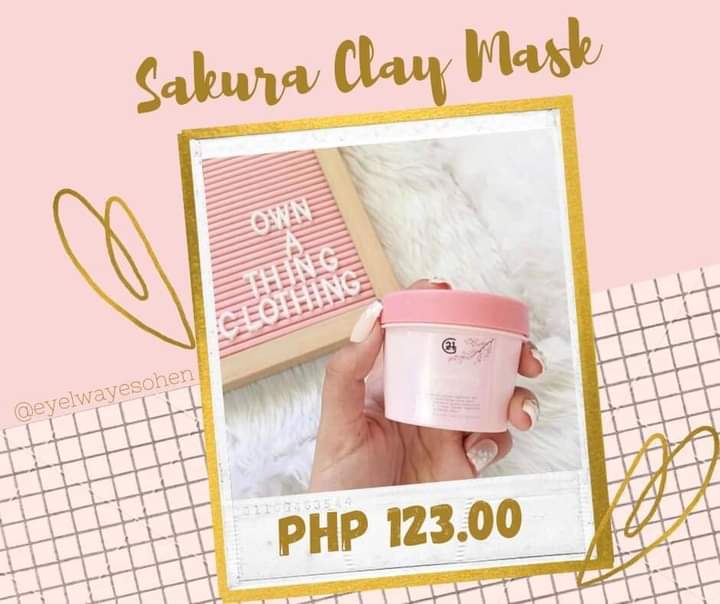 Sakura Clay Mask
OWN
A
THING
CLOTHING
@eyelwayesohen
PHP 123.00